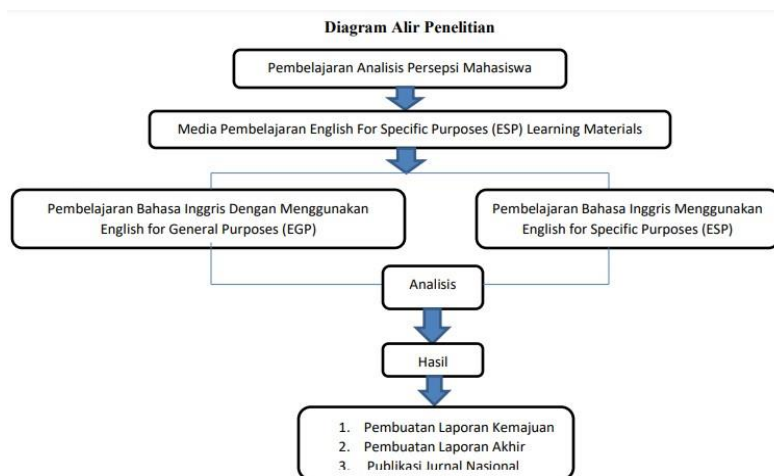 Diagram Alir Penelitian
Pembelajaran Analisis Persepsi Mahasiswa
Media Pembelajaran English For Specific Purposes (ESP) Learning Materials
Pembelajaran Bahasa Inggris Dengan Menggunakan
English for General Purposes (EGP)
Pembelajaran Bahasa Inggris Menggunakan
English for Specific Purposes (ESP)
Analisis
Hasil
1. Pembuatan Laporan Kemajuan
2. Pembuatan Laporan Akhir
3. Publikasi Jurnal Nasional